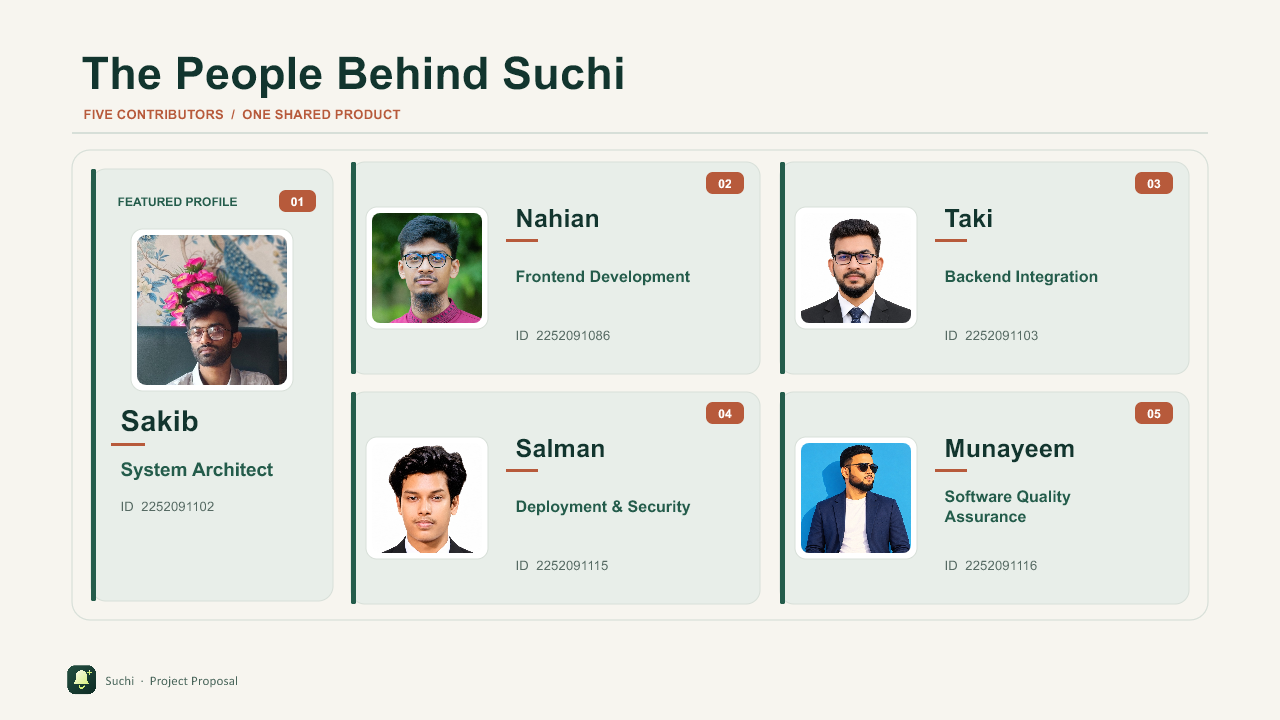 The People Behind Suchi
FIVE CONTRIBUTORS / ONE SHARED PRODUCT
FEATURED PROFILE
01
Sakib
System Architect
ID 2252091102
02
Nahian
Frontend Development
ID 2252091086
03
Taki
Backend Integration
ID 2252091103
04
Salman
Deployment & Security
ID 2252091115
05
Munayeem
Software Quality
Assurance
ID 2252091116
Suchi · Project Proposal